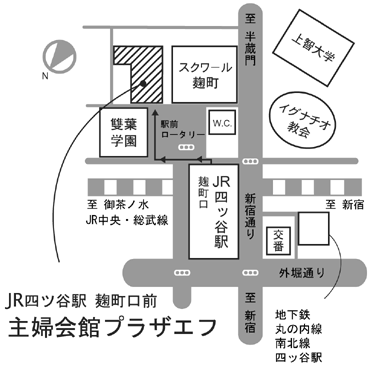 至 半蔵門
上智大学
N
スクワール
麹町
イグナチオ
教会
雙葉
学園
駅前
ロータリー
W.C.
麹町口
JR四ツ谷駅
新宿通り
至 御茶ノ水
JR中央・総武線
至 新宿
交番
外堀通り
至 新宿
JR四ツ谷駅 麹町口前
主婦会館プラザエフ
地下鉄
丸の内線
南北線
四ツ谷駅